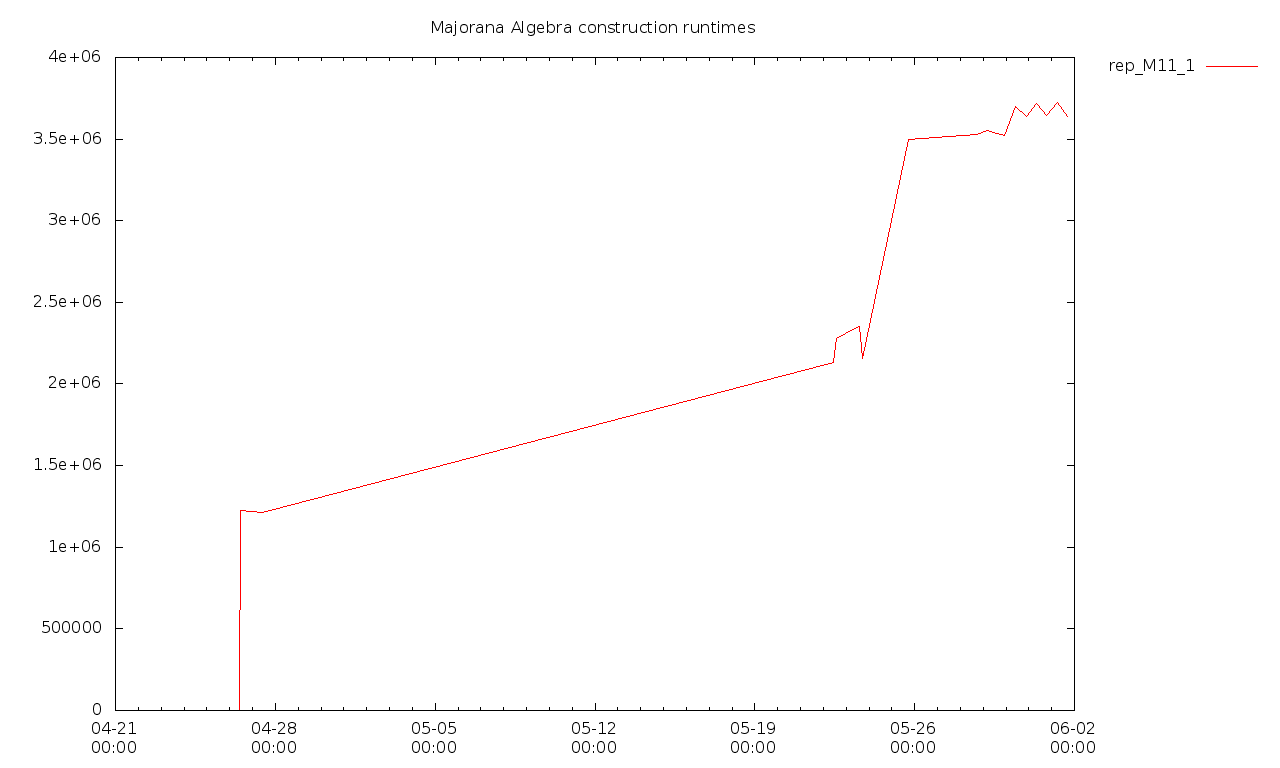 Majorana Algebra construction runtimes
rep_M11_1
4e+06
3.5e+06
3e+06
2.5e+06
2e+06
1.5e+06
1e+06
500000
0
04-21 04-28 05-05 05-12 05-19 05-26 06-02
00:00 00:00 00:00 00:00 00:00 00:00 00:00